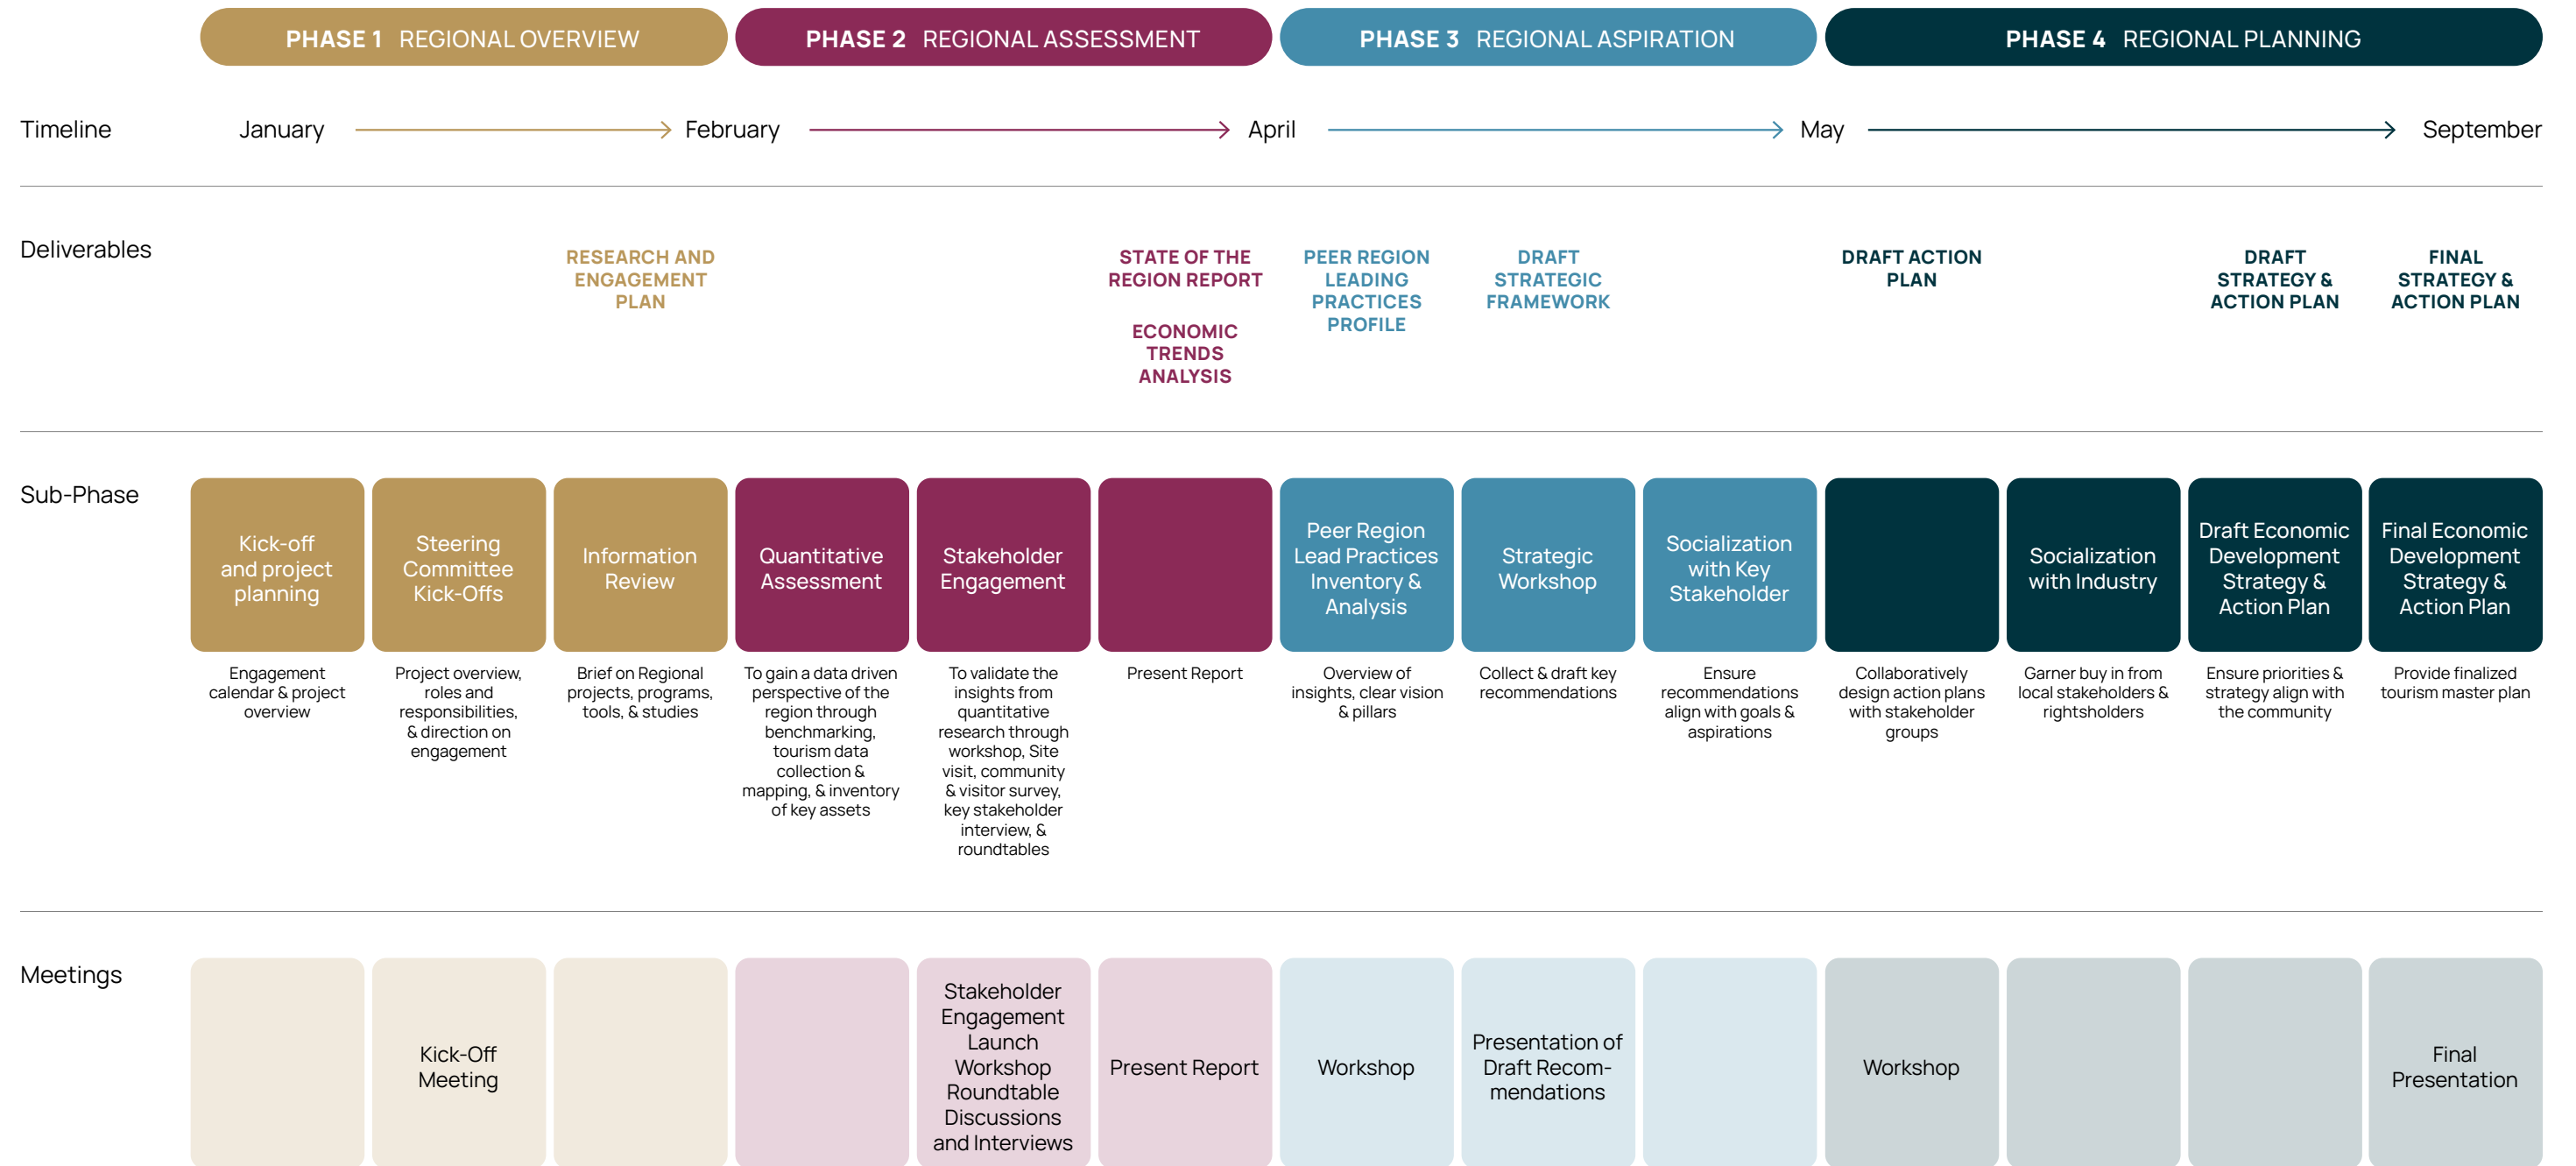 PHASE 1 REGIONAL OVERVIEW
PHASE 2 REGIONAL ASSESSMENT
PHASE 3 REGIONAL ASPIRATION
PHASE 4 REGIONAL PLANNING
Timeline
January
February
April
May
September
Deliverables
RESEARCH AND
ENGAGEMENT
PLAN
STATE OF THE
REGION REPORT
ECONOMIC
TRENDS
ANALYSIS
PEER REGION
LEADING
PRACTICES
PROFILE
DRAFT
STRATEGIC
FRAMEWORK
DRAFT ACTION
PLAN
DRAFT
STRATEGY &
ACTION PLAN
FINAL
STRATEGY &
ACTION PLAN
Sub-Phase
Kick-off
and project
planning
Engagement
calendar & project
overview
Steering
Committee
Kick-Offs
Project overview,
roles and
responsibilities,
& direction on
engagement
Information
Review
Brief on Regional
projects, programs,
tools, & studies
Quantitative
Assessment
To gain a data driven
perspective of the
region through
benchmarking,
tourism data
collection &
mapping, & inventory
of key assets
Stakeholder
Engagement
To validate the
insights from
quantitative
research through
workshop, Site
visit, community
& visitor survey,
key stakeholder
interview, &
roundtables
Present Report
Peer Region
Lead Practices
Inventory &
Analysis
Overview of
insights, clear vision
& pillars
Strategic
Workshop
Collect & draft key
recommendations
Socialization
with Key
Stakeholder
Ensure
recommendations
align with goals &
aspirations
Collaboratively
design action plans
with stakeholder
groups
Socialization
with Industry
Garner buy in from
local stakeholders &
rightsholders
Draft Economic
Development
Strategy &
Action Plan
Ensure priorities &
strategy align with
the community
Final Economic
Development
Strategy &
Action Plan
Provide finalized
tourism master plan
Meetings
Kick-Off
Meeting
Stakeholder
Engagement
Launch
Workshop
Roundtable
Discussions
and Interviews
Present Report
Workshop
Presentation of
Draft Recom-
mendations
Workshop
Final
Presentation